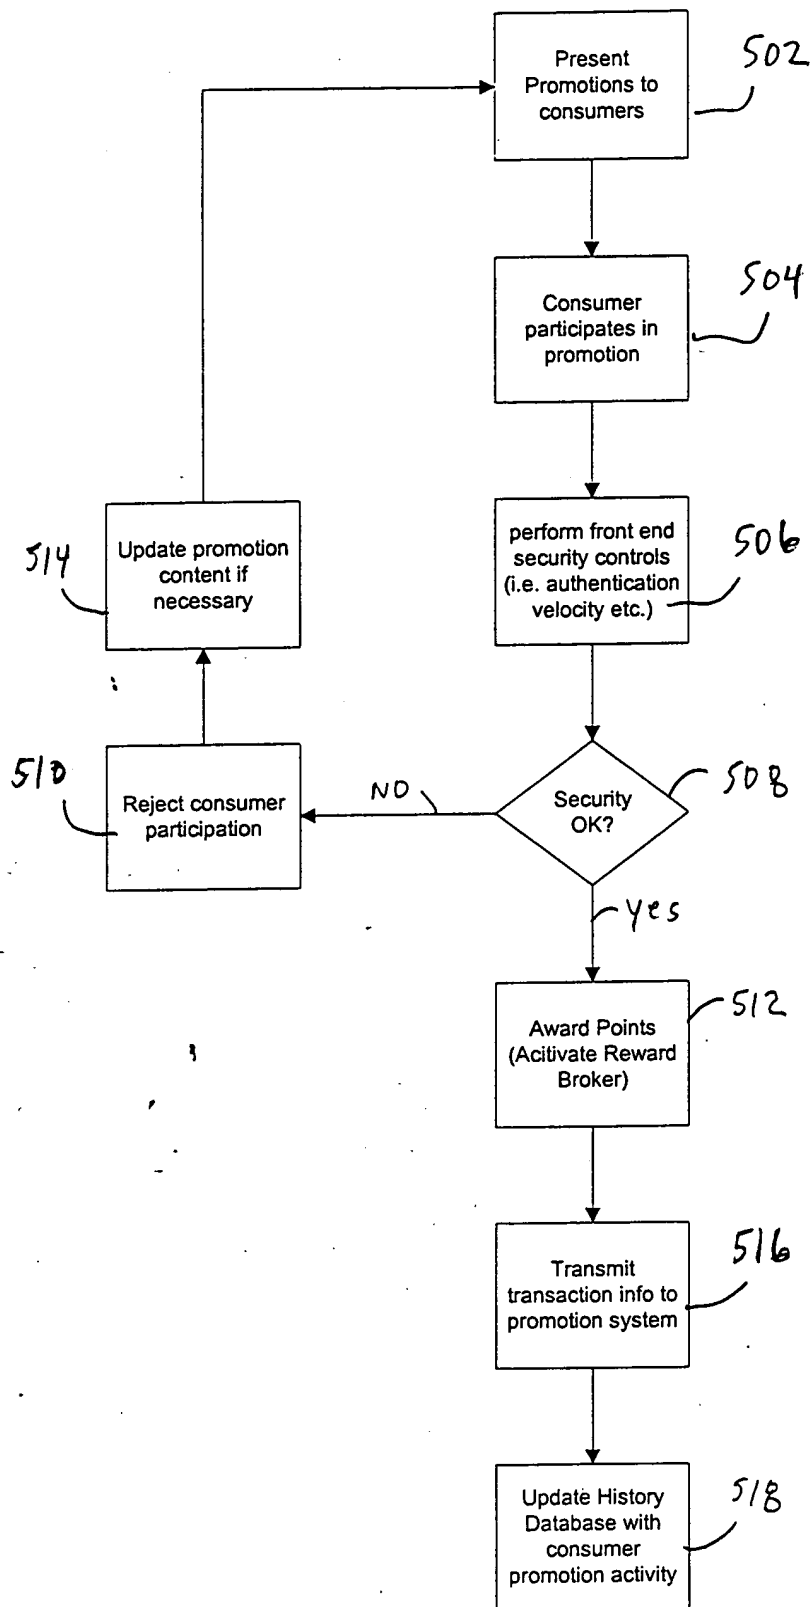 Present
Promotions to
consumers
502
Consumer
participates in
promotion
504
perform front end
security controls
(i.e. authentication
velocity etc.)
506
Security
OK?
508
NO
Reject consumer
participation
510
Update promotion
content if
necessary
514
Yes
Award Points
(Acitivate Reward
Broker)
512
Transmit
transaction info to
promotion system
516
Update History
Database with
consumer
promotion activity
518